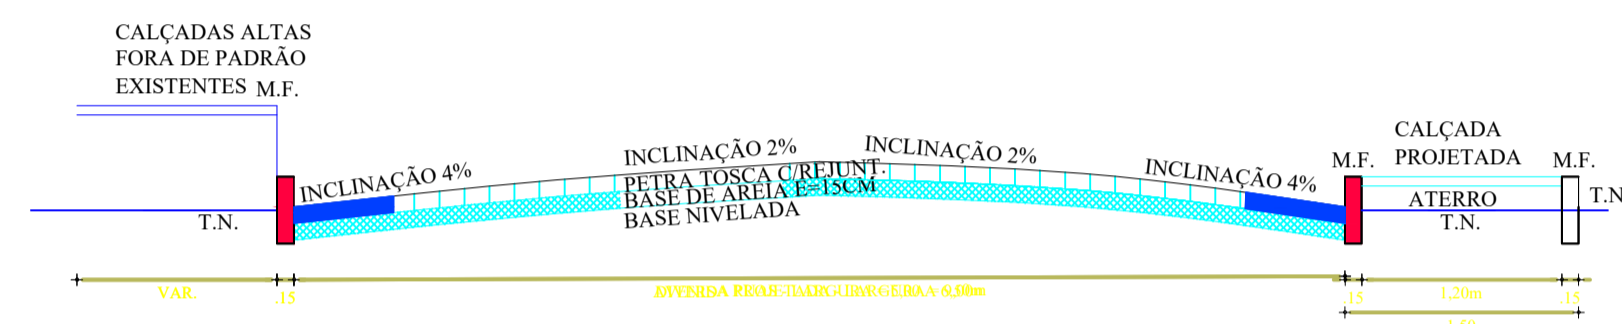 CALÇADAS ALTAS
FORA DE PADRÃO
EXISTENTES
M.F.
INCLINAÇÃO 4%
INCLINAÇÃO 2%
INCLINAÇÃO 2%
INCLINAÇÃO 4%
PETRA TOSCA C/REJUNT.
BASE DE AREIA E=15CM
BASE NIVELADA
T.N.
M.F.
CALÇADA
PROJETADA
M.F.
ATERRO
T.N.
T.N
VAR.
.15
.15
1,20m
.15